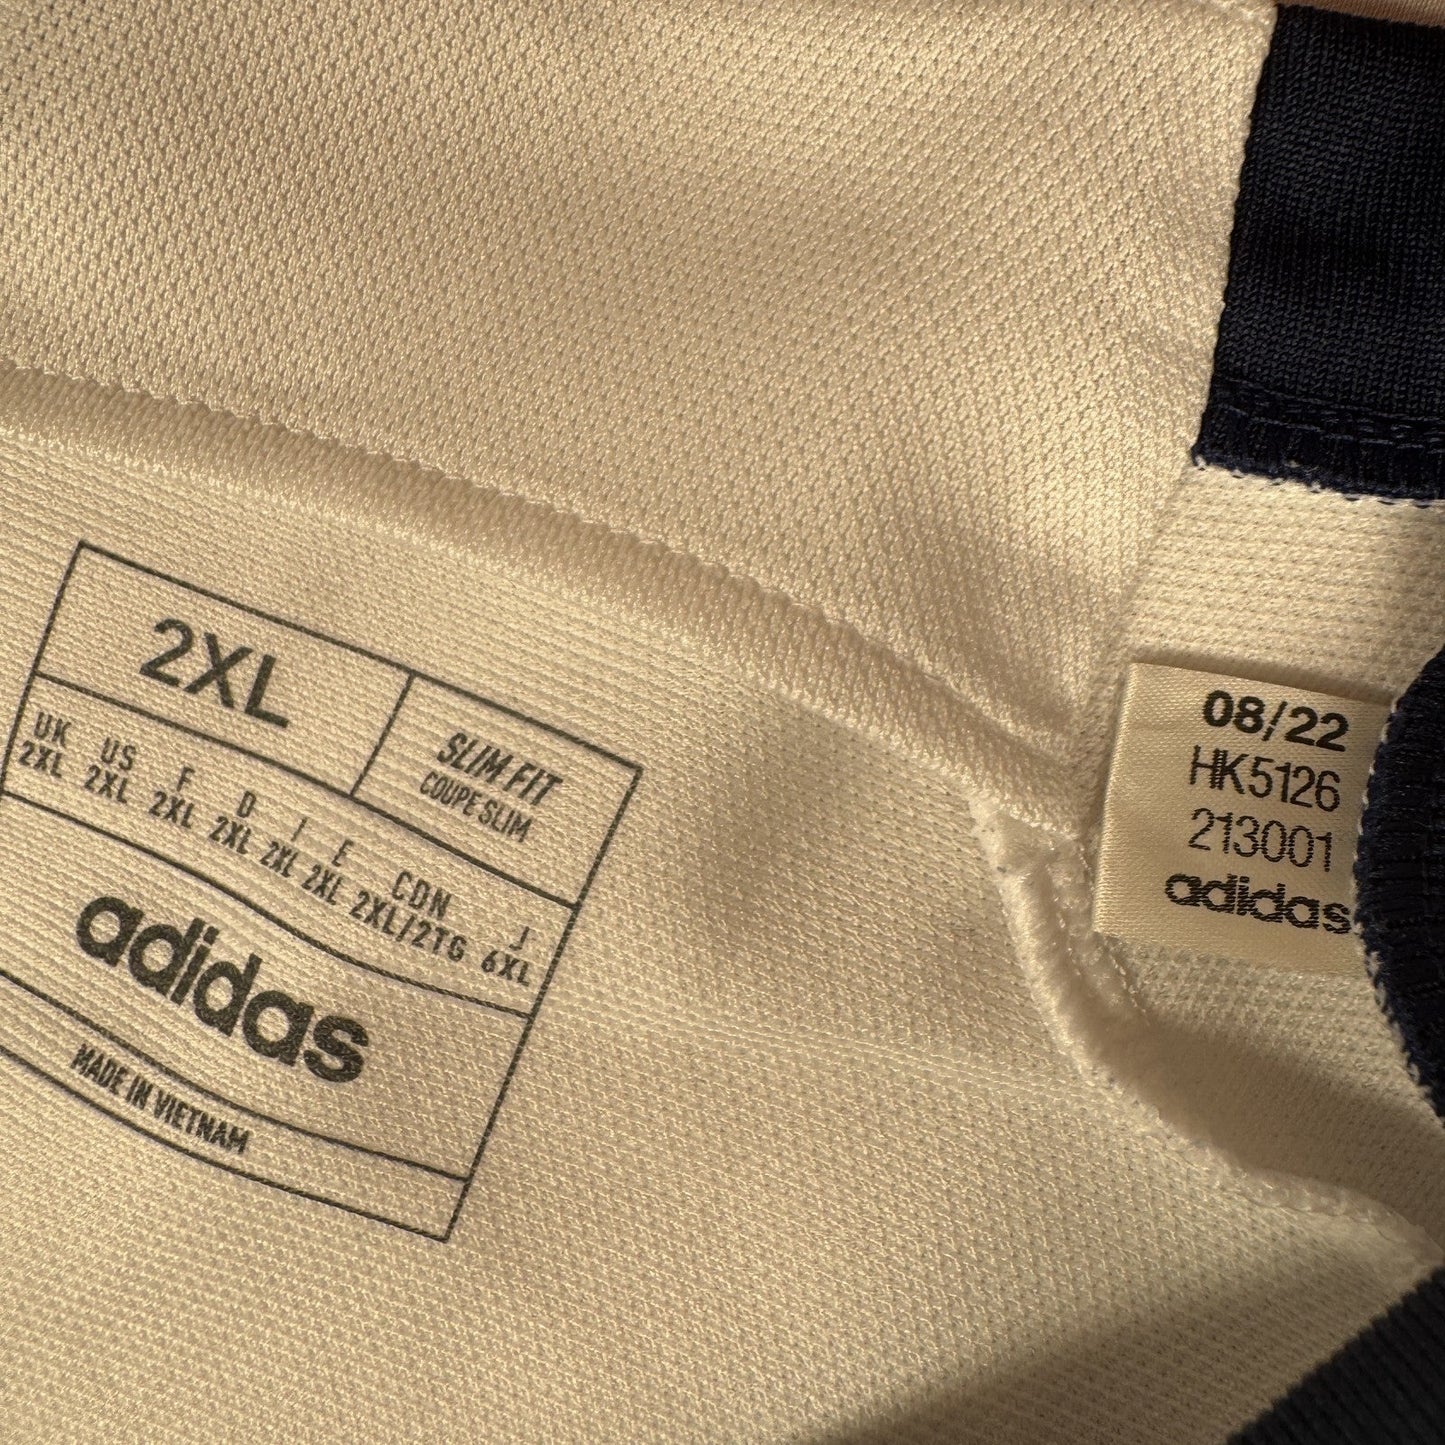 2XL
SLIM FIT
COUPE SLIM
UK US F D I E CDN J
2XL 2XL 2XL 2XL 2XL 2XL 2XL/2TG 6XL
adidas
MADE IN VIETNAM
08/22
HK5126
213001
adidas